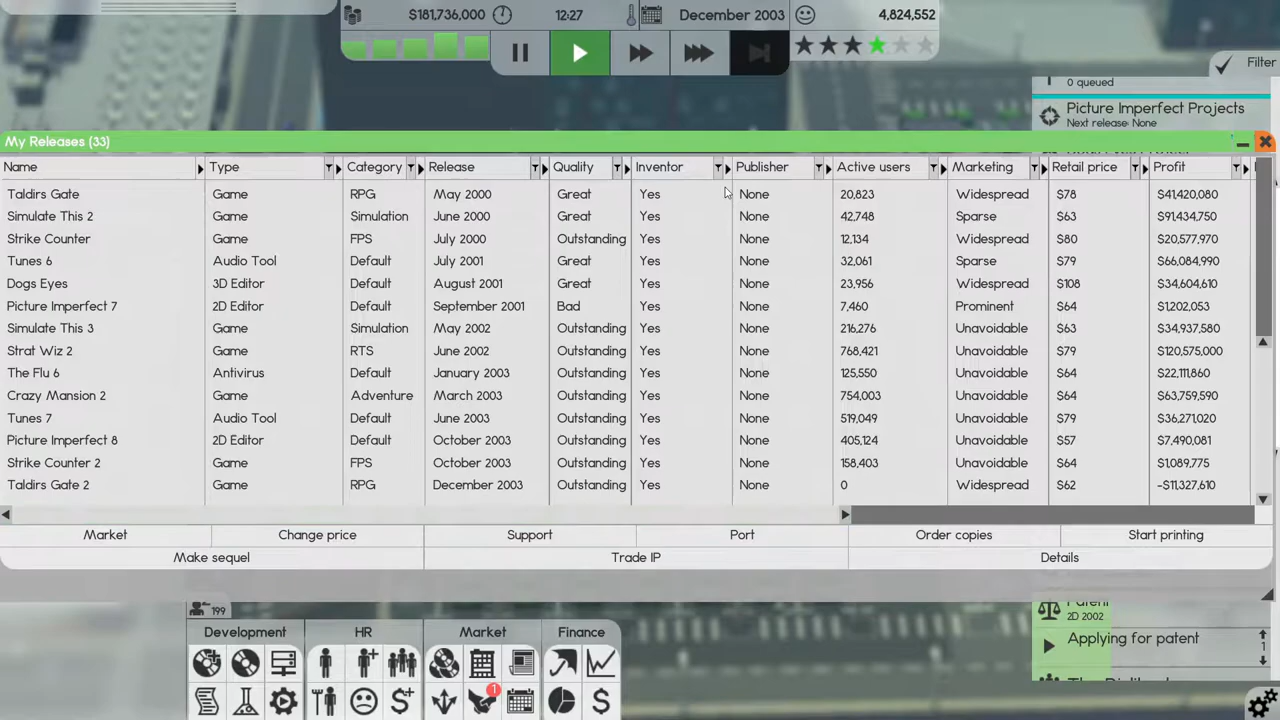 $181,736,000 12:27 December 2003 4,824,552
Filter
0 queued
Picture Imperfect Projects
Next release: None
My Releases (33)
Name Type Category Release Quality Inventor Publisher Active users Marketing Retail price Profit
Taldirs Gate Game RPG May 2000 Great Yes None 20,823 Widespread $78 $41,420,080
Simulate This 2 Game Simulation June 2000 Great Yes None 42,748 Sparse $63 $91,434,750
Strike Counter Game FPS July 2000 Outstanding Yes None 12,134 Widespread $80 $20,577,970
Tunes 6 Audio Tool Default July 2001 Great Yes None 32,061 Sparse $79 $66,084,990
Dogs Eyes 3D Editor Default August 2001 Great Yes None 23,956 Widespread $108 $34,604,610
Picture Imperfect 7 2D Editor Default September 2001 Bad Yes None 7,460 Prominent $64 $1,202,053
Simulate This 3 Game Simulation May 2002 Outstanding Yes None 216,276 Unavoidable $63 $34,937,580
Strat Wiz 2 Game RTS June 2002 Outstanding Yes None 768,421 Unavoidable $79 $120,575,000
The Flu 6 Antivirus Default January 2003 Outstanding Yes None 125,550 Unavoidable $64 $22,111,860
Crazy Mansion 2 Game Adventure March 2003 Outstanding Yes None 754,003 Unavoidable $64 $63,759,590
Tunes 7 Audio Tool Default June 2003 Outstanding Yes None 519,049 Unavoidable $79 $36,271,020
Picture Imperfect 8 2D Editor Default October 2003 Outstanding Yes None 405,124 Unavoidable $57 $7,490,081
Strike Counter 2 Game FPS October 2003 Outstanding Yes None 158,403 Unavoidable $64 $1,089,775
Taldirs Gate 2 Game RPG December 2003 Outstanding Yes None 0 Widespread $62 -$11,327,610
Market Change price Support Port Order copies Start printing
Make sequel Trade IP Details
199
Development HR Market Finance
1
Patent
2D 2002
Applying for patent
1